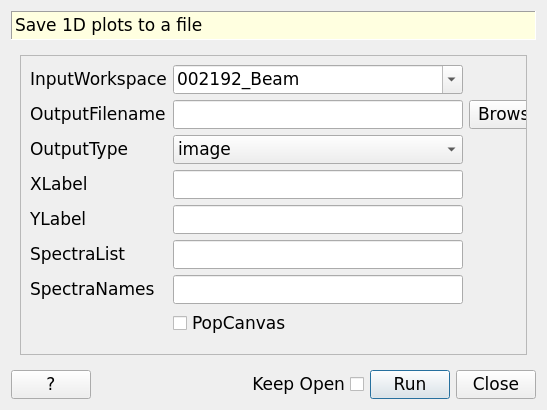 Save 1D plots to a file
InputWorkspace 002192_Beam
OutputFilename Brows
OutputType image
XLabel
YLabel
SpectraList
SpectraNames
PopCanvas
? Keep Open Run Close